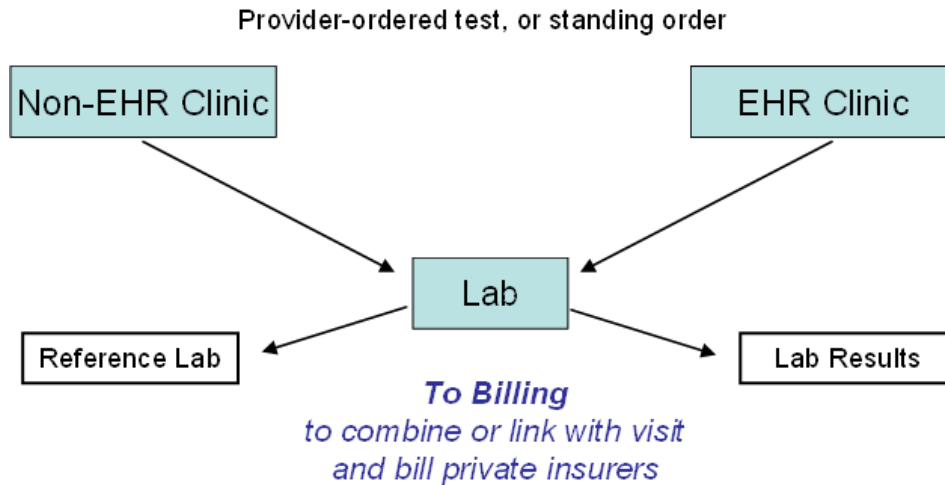 Provider-ordered test, or standing order
Non-EHR Clinic
EHR Clinic
Lab
Reference Lab
Lab Results
To Billing
to combine or link with visit
and bill private insurers